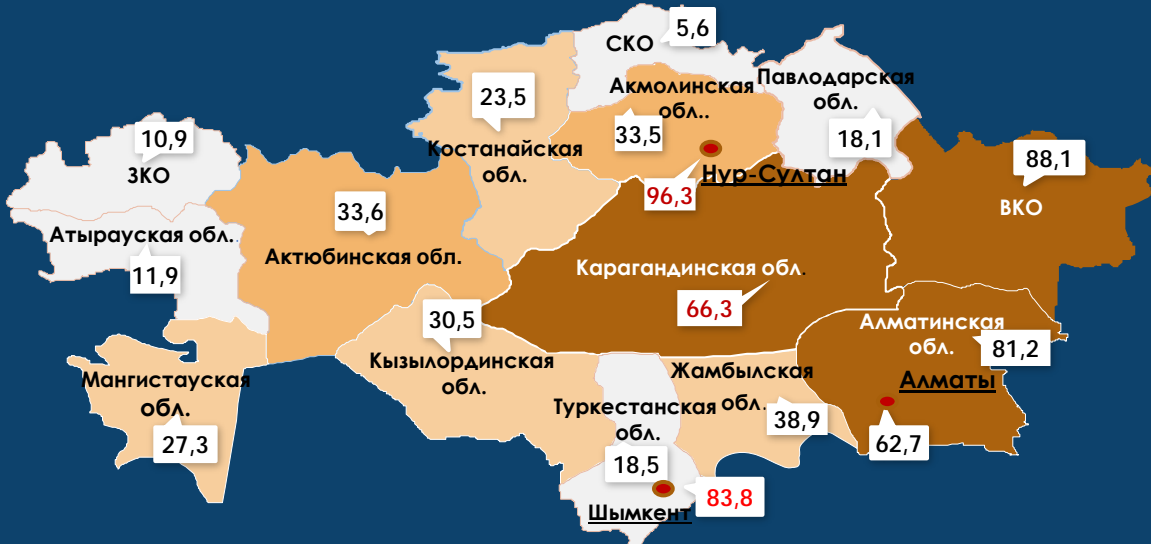 СКО
5,6
Павлодарская
обл.
18,1
Акмолинская
обл..
33,5
23,5
Костанайская
обл.
Нур-Султан
96,3
10,9
ЗКО
88,1
ВКО
33,6
Актюбинская обл.
Атырауская обл.
11,9
Карагандинская обл.
66,3
30,5
Кызылординская
обл.
Алматинская
обл.
81,2
Алматы
62,7
Мангистауская
обл.
27,3
Жамбылская
обл.
38,9
Туркестанская
обл.
18,5
83,8
Шымкент